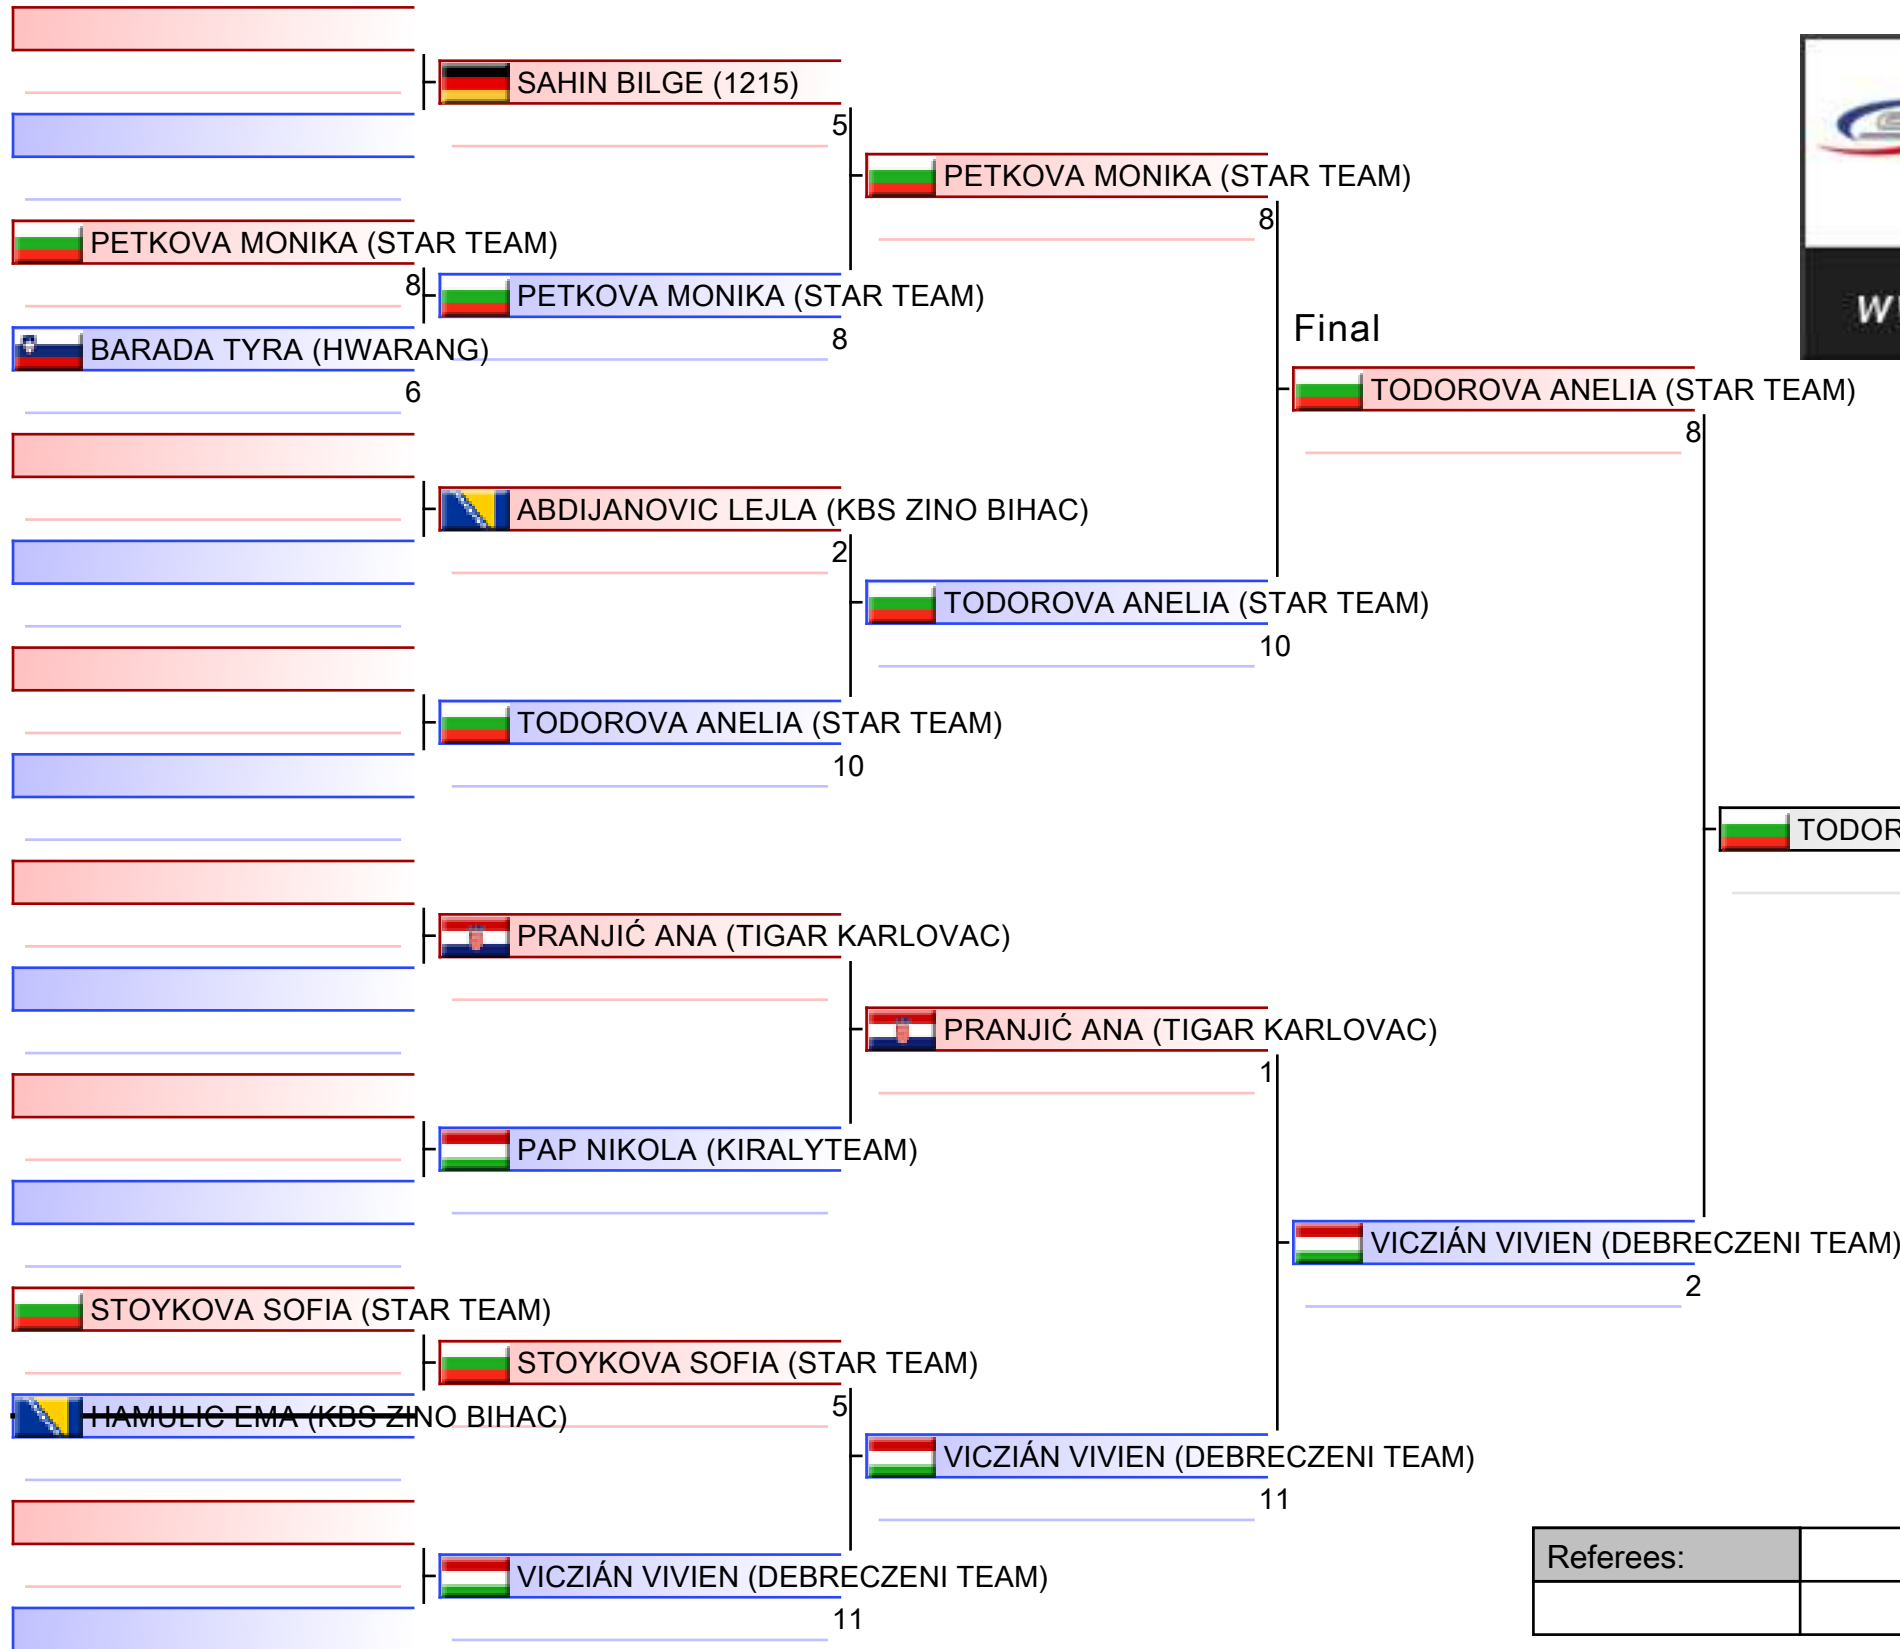 SAHIN BILGE (1215)
5
PETKOVA MONIKA (STAR TEAM)
8
PETKOVA MONIKA (STAR TEAM)
8
PETKOVA MONIKA (STAR TEAM)
8
BARADA TYRA (HWARANG)
6
Final
TODOROVA ANELIA (STAR TEAM)
8
ABDIJANOVIC LEJLA (KBS ZINO BIHAC)
2
TODOROVA ANELIA (STAR TEAM)
10
TODOROVA ANELIA (STAR TEAM)
10
TODOR
PRANJIĆ ANA (TIGAR KARLOVAC)
PRANJIĆ ANA (TIGAR KARLOVAC)
1
PAP NIKOLA (KIRALYTEAM)
VICZIÁN VIVIEN (DEBRECZENI TEAM)
2
STOYKOVA SOFIA (STAR TEAM)
STOYKOVA SOFIA (STAR TEAM)
5
HAMULIC EMA (KBS ZINO BIHAC)
VICZIÁN VIVIEN (DEBRECZENI TEAM)
11
VICZIÁN VIVIEN (DEBRECZENI TEAM)
11
Referees: